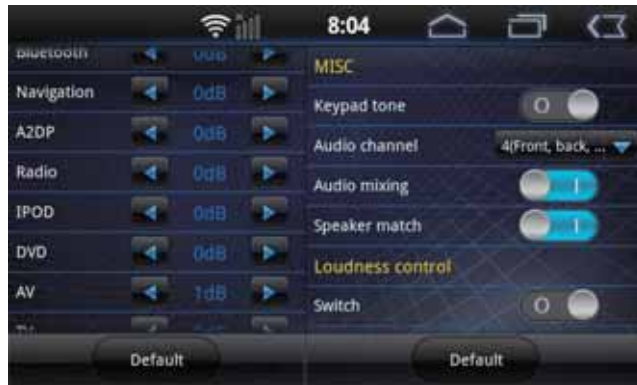 8:04
Bluetooth 0dB
Navigation 0dB
A2DP 0dB
Radio 0dB
IPOD 0dB
DVD 0dB
AV 1dB
TV
Default
MISC
Keypad tone O
Audio channel 4(Front, back, ...
Audio mixing I
Speaker match I
Loudness control
Switch O
Default